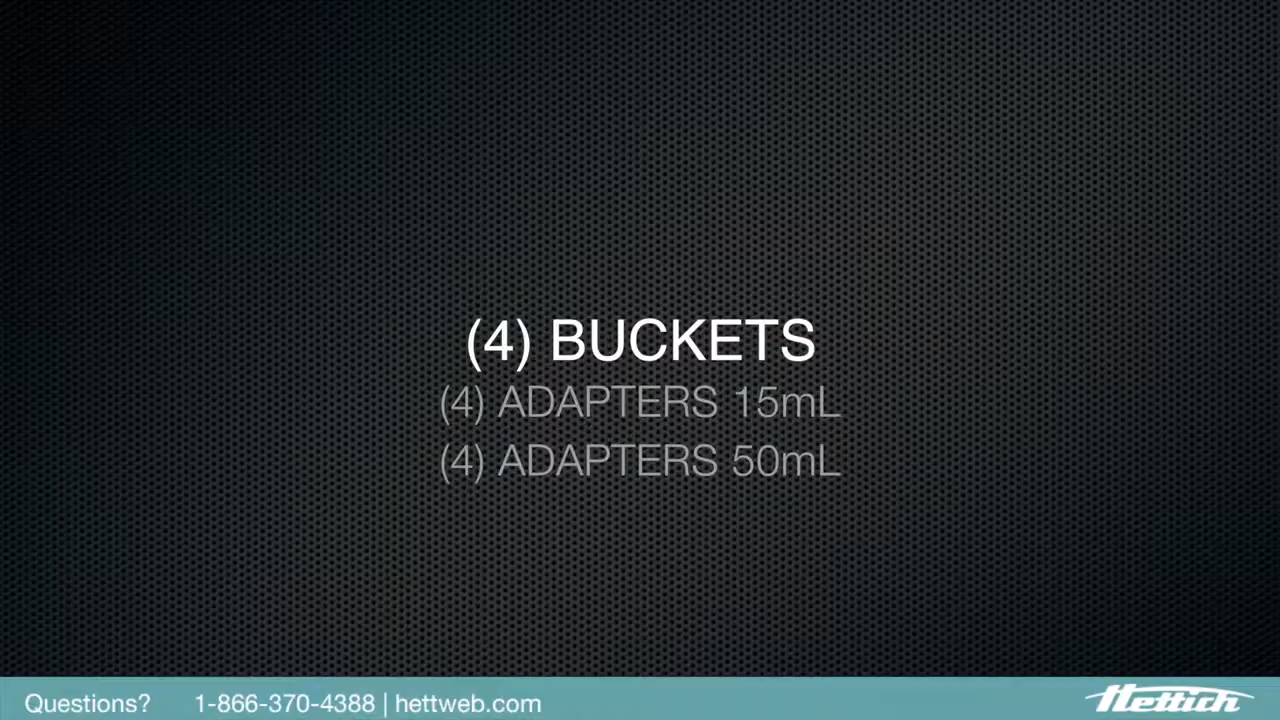 (4) BUCKETS
(4) ADAPTERS 15mL
(4) ADAPTERS 50mL
Questions? 1-866-370-4388 | hettweb.com
Hettich